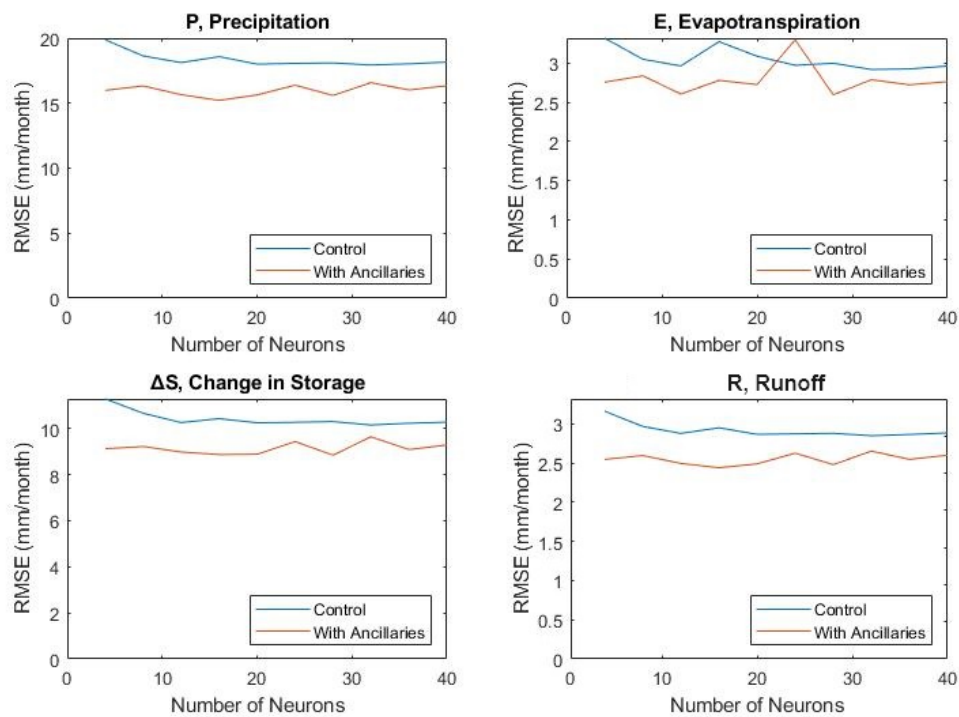 P, Precipitation
20
15
10
5
0
RMSE (mm/month)
0 10 20 30 40
Number of Neurons
Control
With Ancillaries
E, Evapotranspiration
3
2.5
2
1.5
1
0.5
0
RMSE (mm/month)
0 10 20 30 40
Number of Neurons
Control
With Ancillaries
ΔS, Change in Storage
10
8
6
4
2
0
RMSE (mm/month)
0 10 20 30 40
Number of Neurons
Control
With Ancillaries
R, Runoff
3
2.5
2
1.5
1
0.5
0
RMSE (mm/month)
0 10 20 30 40
Number of Neurons
Control
With Ancillaries